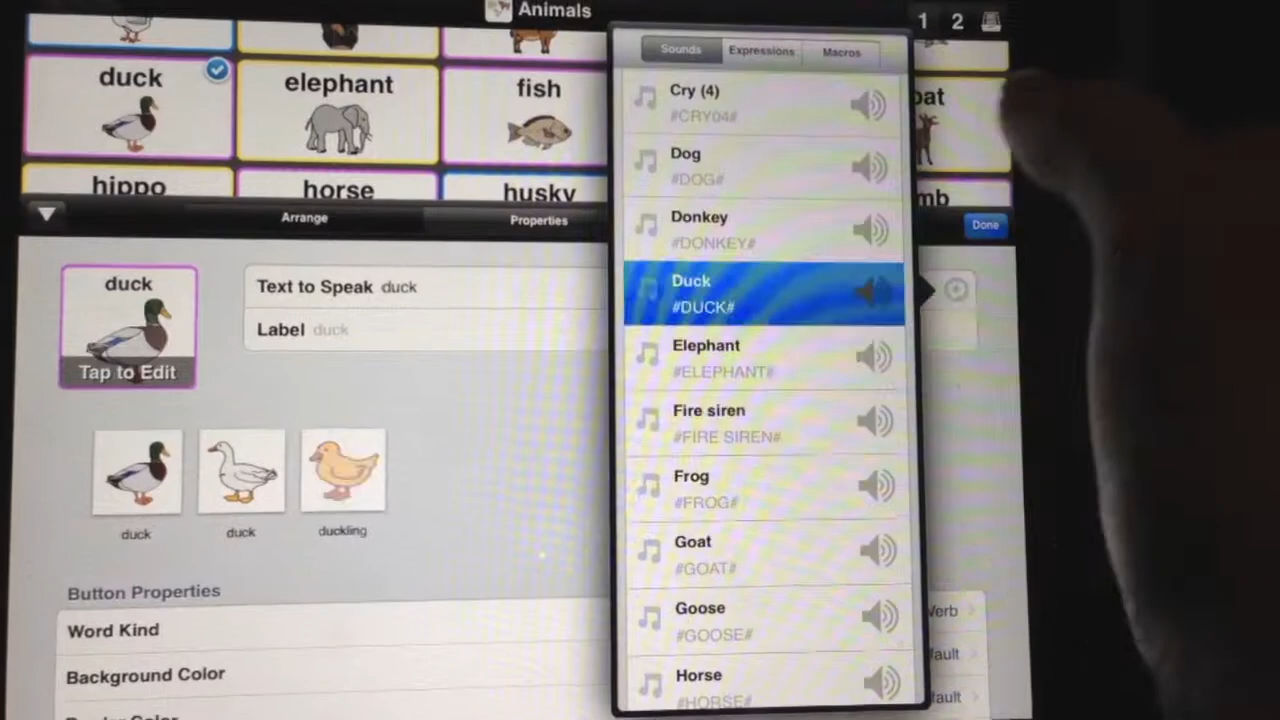 Animals
1 2
duck
elephant
fish
hippo
horse
husky
Arrange
Properties
Done
duck
Tap to Edit
Text to Speak duck
Label duck
duck
duck
duckling
Button Properties
Word Kind
Background Color
Sounds
Expressions
Macros
Cry (4)
#CRY04#
Dog
#DOG#
Donkey
#DONKEY#
Duck
#DUCK#
Elephant
#ELEPHANT#
Fire siren
#FIRE SIREN#
Frog
#FROG#
Goat
#GOAT#
Goose
#GOOSE#
Horse
#HORSE#